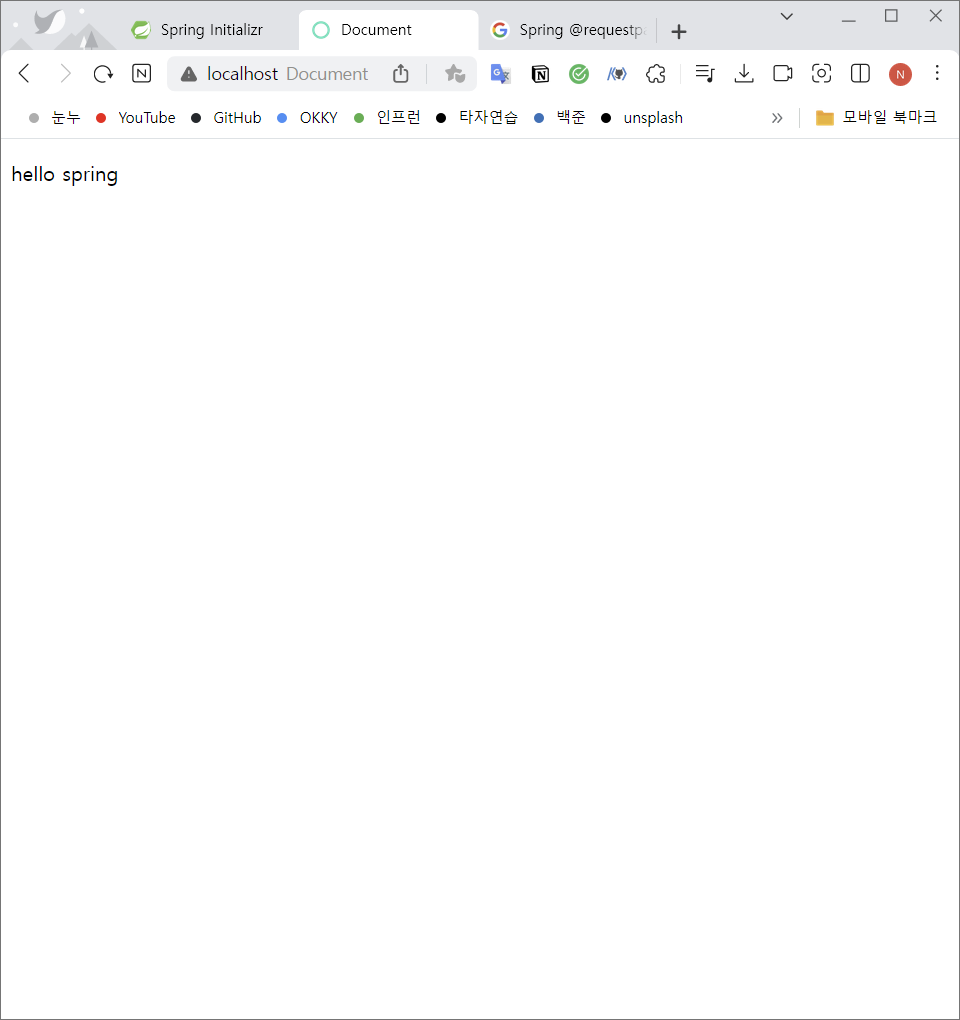 Spring Initializr Document Spring @requestp
N localhost Document N
눈누 YouTube GitHub OKKY 인프런 타자연습 백준 unsplash 모바일 북마크
hello spring